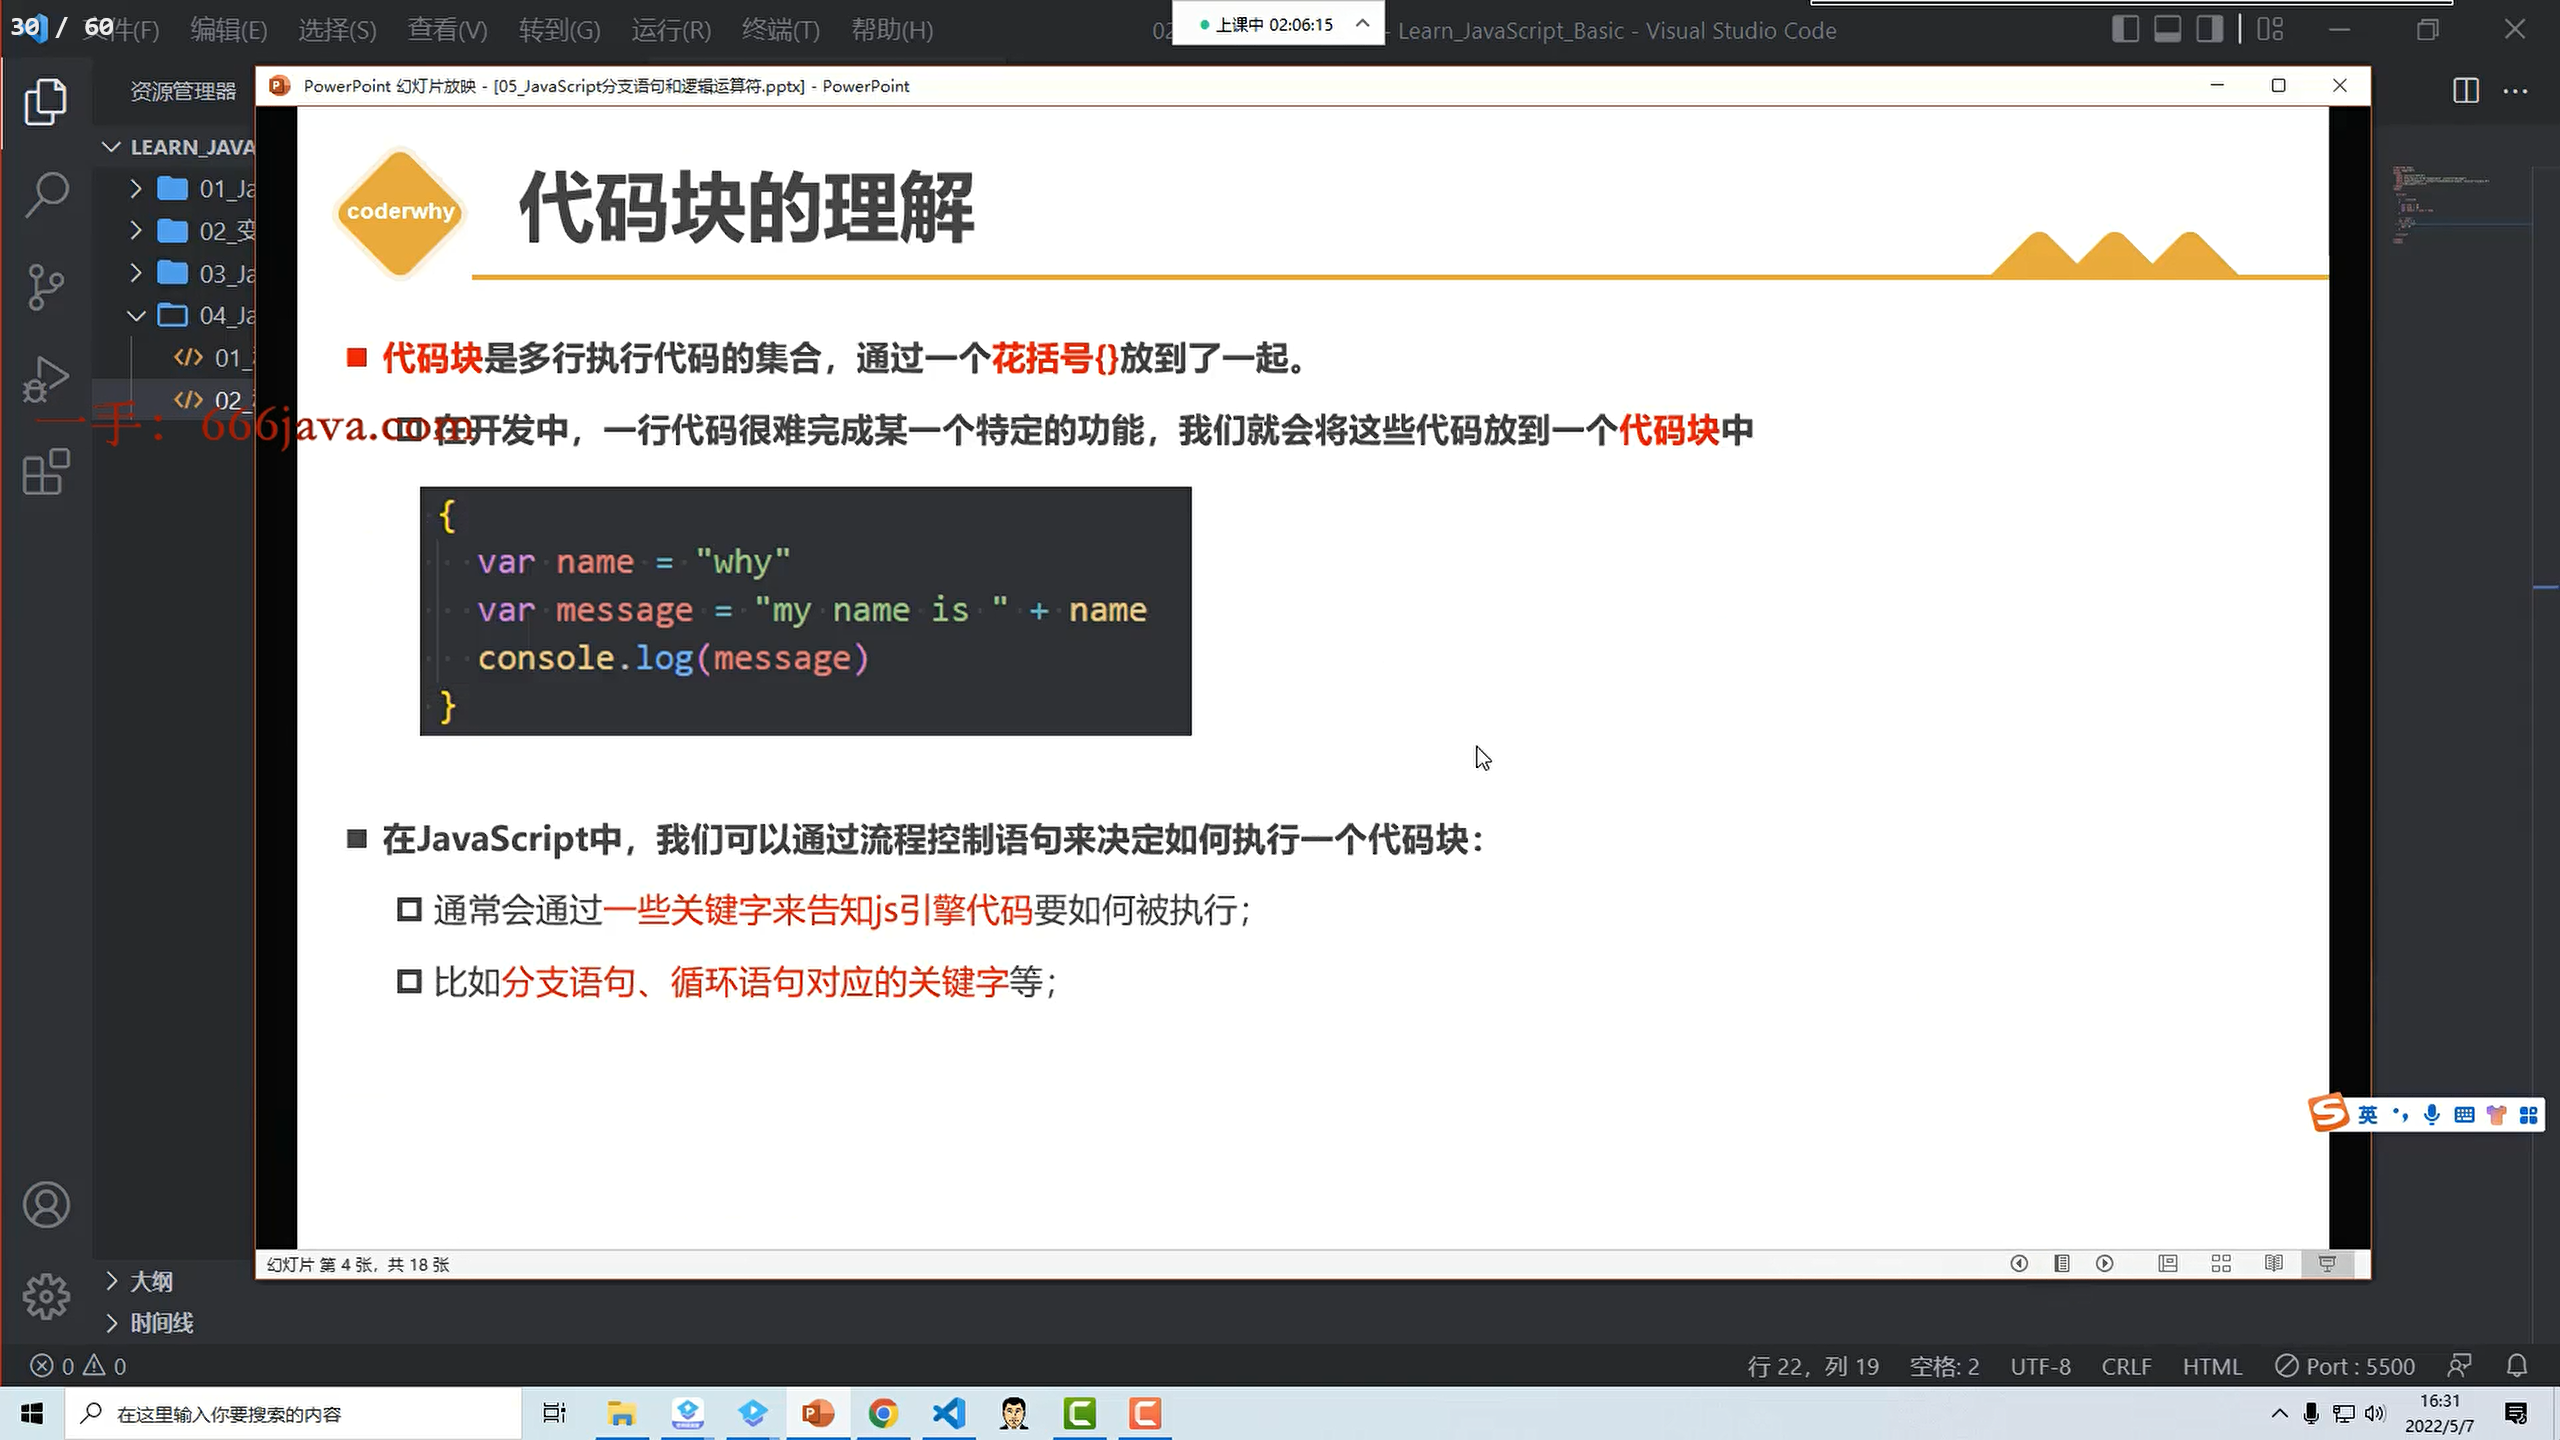 30 / 60
件(F) 编辑(E) 选择(S) 查看(V) 转到(G) 运行(R) 终端(T) 帮助(H)
02
上课中 02:06:15
- Learn_JavaScript_Basic - Visual Studio Code
资源管理器
PowerPoint 幻灯片放映 - [05_JavaScript分支语句和逻辑运算符.pptx] - PowerPoint
LEARN_JAVA
01_Ja
02_变
03_Ja
04_Ja
01_
02_
一手：666java.com
coderwhy
代码块的理解
代码块是多行执行代码的集合，通过一个花括号{}放到了一起。
在开发中，一行代码很难完成某一个特定的功能，我们就会将这些代码放到一个代码块中
{
var name = "why"
var message = "my name is " + name
console.log(message)
}
在JavaScript中，我们可以通过流程控制语句来决定如何执行一个代码块：
通常会通过一些关键字来告知js引擎代码要如何被执行；
比如分支语句、循环语句对应的关键字等；
英
幻灯片 第 4 张，共 18 张
大纲
时间线
0 0
行 22，列 19 空格: 2 UTF-8 CRLF HTML Port : 5500
在这里输入你要搜索的内容
16:31
2022/5/7